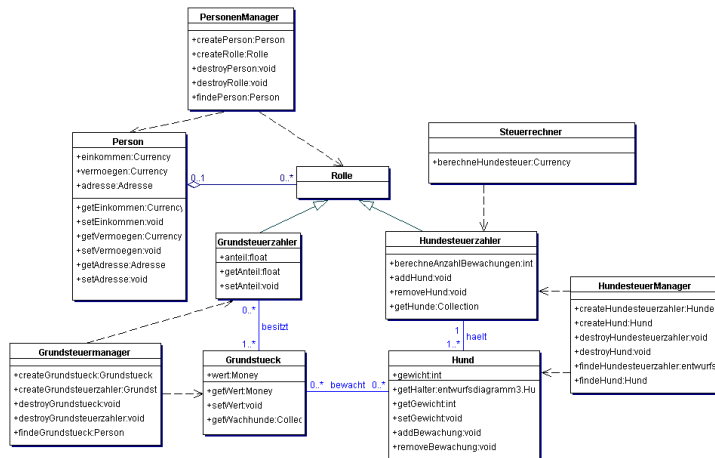 PersonenManager
+createPerson:Person
+createRolle:Rolle
+destroyPerson:void
+destroyRolle:void
+findePerson:Person
Person
+einkommen:Currency
+vermoegen:Currency
+adresse:Adresse
+getEinkommen:Currency
+setEinkommen:void
+getVermoegen:Currency
+setVermoegen:void
+getAdresse:Adresse
+setAdresse:void
0..1
0..*
Rolle
Steuerrechner
+berechneHundesteuer:Currency
Grundsteuerzahler
+anteil:float
+getAnteil:float
+setAnteil:void
Hundesteuerzahler
+berechneAnzahlBewachungen:int
+addHund:void
+removeHund:void
+getHunde:Collection
HundesteuerManager
+createHundesteuerzahler:Hunde
+createHund:Hund
+destroyHundesteuerzahler:void
+destroyHund:void
+findeHundesteuerzahler:entwurfs
+findeHund:Hund
0..*
besitzt
1..*
1
haelt
1..*
Grundsteuermanager
+createGrundstueck:Grundstueck
+createGrundsteuerzahler:Grundst
+destroyGrundstueck:void
+destroyGrundsteuerzahler:void
+findeGrundstueck:Person
Grundstueck
+wert:Money
+getWert:Money
+setWert:void
+getWachhunde:Collec
0..* bewacht 0..*
Hund
+gewicht:int
+getHalter:entwurfsdiagramm3.Hu
+getGewicht:int
+setGewicht:void
+addBewachung:void
+removeBewachung:void